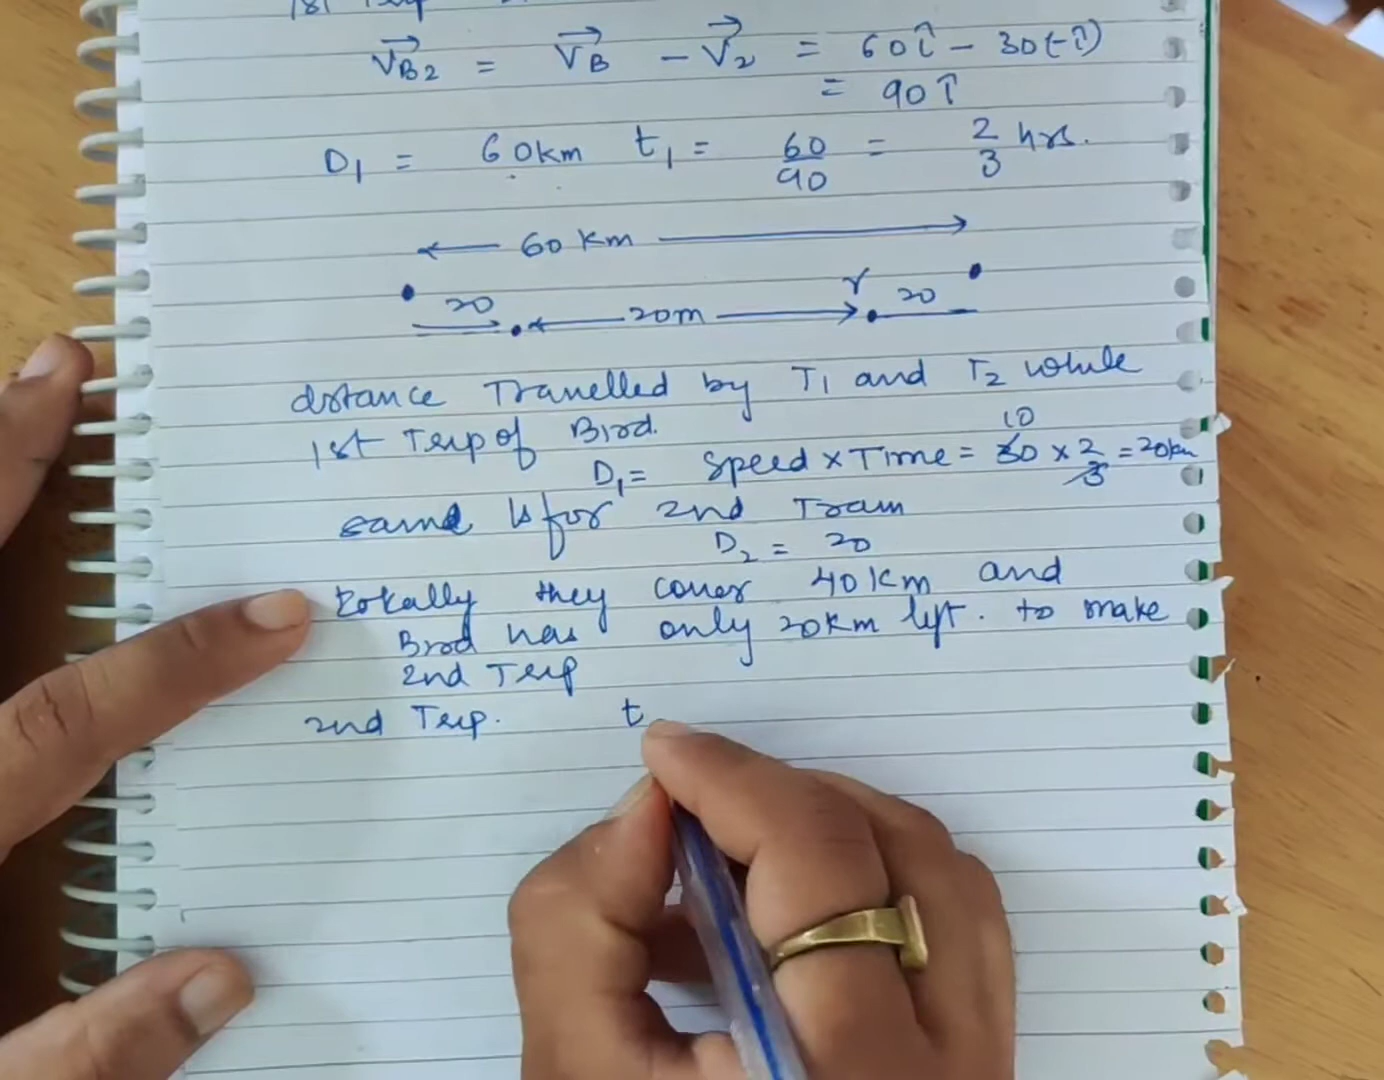 1st Trip
V⃗B2 = V⃗B - V⃗2 = 60î - 30(-î)
= 90î
D1 = 60km t1 = 60/90 = 2/3 hrs.
60 km
20 20m r 20
distance Travelled by T1 and T2 while
1st Trip of Bird.
D1 = Speed x Time = 30 10 x 2/3 = 20km
same is for 2nd Train
D2 = 20
totally they cover 40km and
Bird has only 20km left. to make
2nd Trip
2nd Trip. t